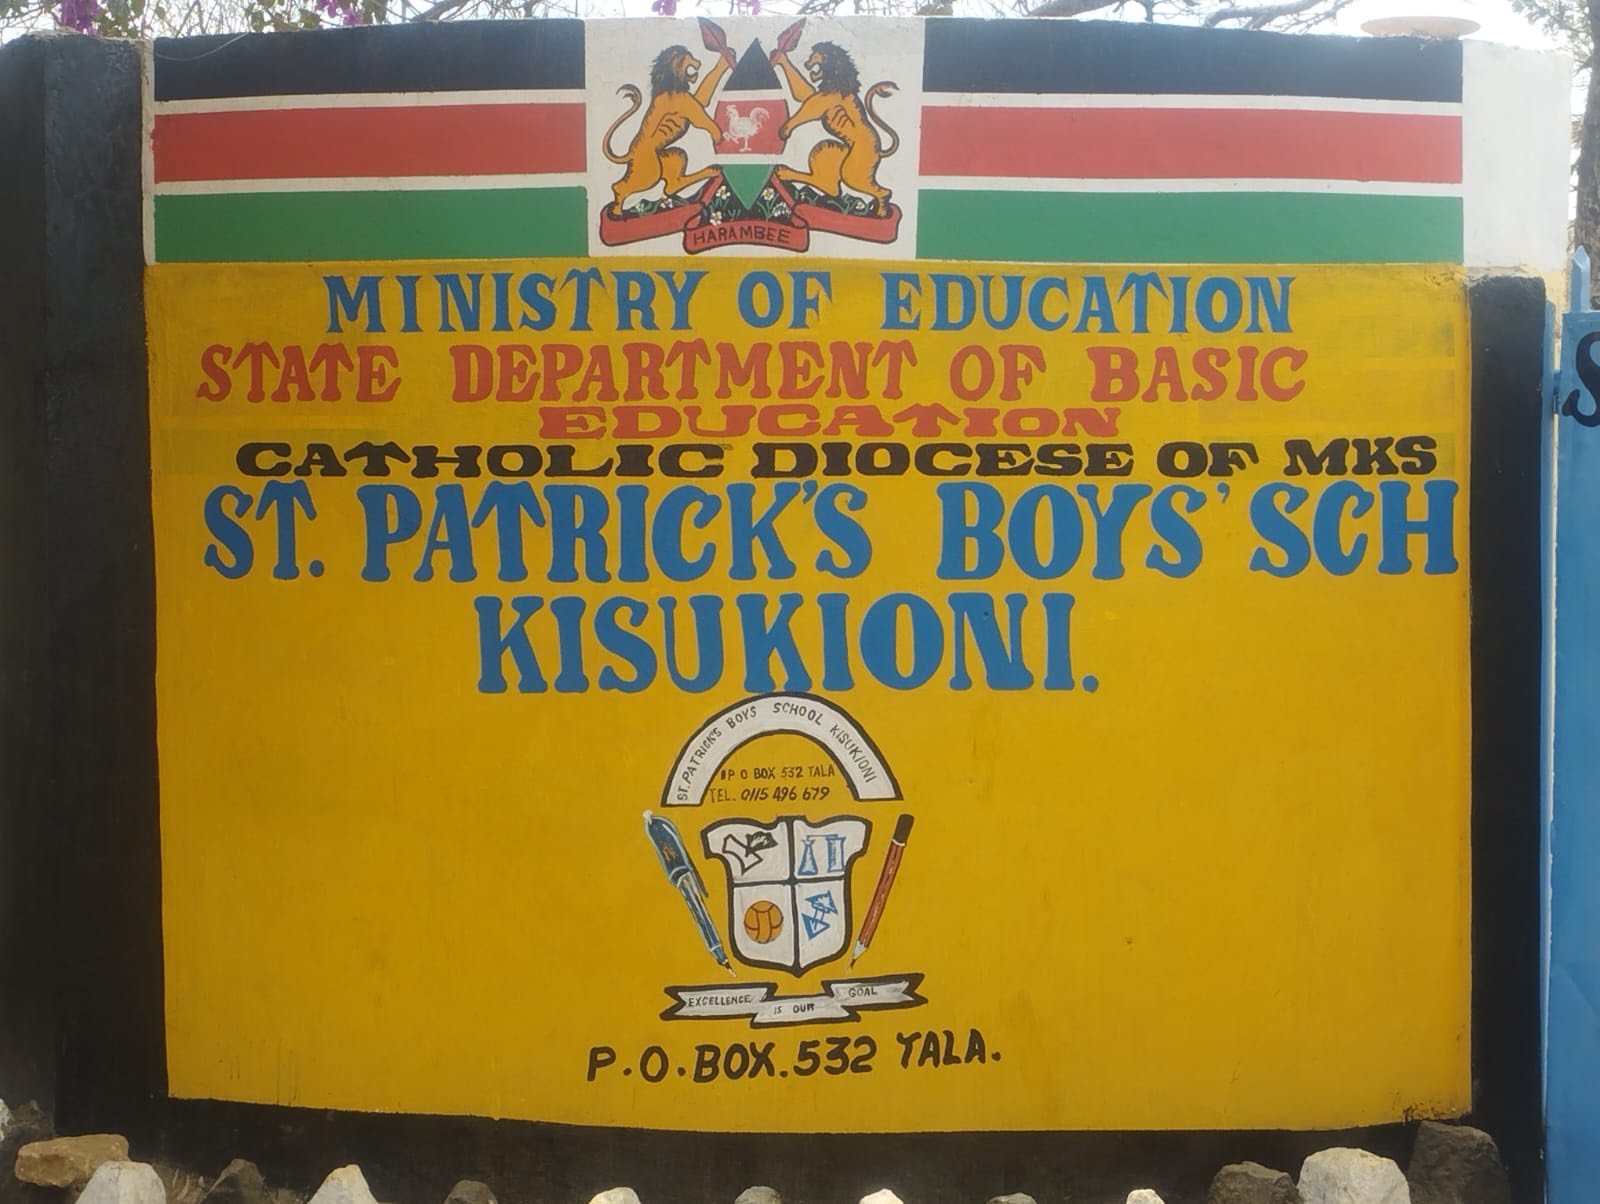 HARAMBEE
MINISTRY OF EDUCATION
STATE DEPARTMENT OF BASIC
EDUCATION
CATHOLIC DIOCESE OF MKS
ST. PATRICK'S BOYS' SCH
KISUKIONI.
ST. PATRICK'S BOYS SCHOOL KISUKIONI
P O BOX 532 TALA
TEL. 0115 496 679
EXCELLENCE IS OUR GOAL
P.O.BOX.532 TALA.